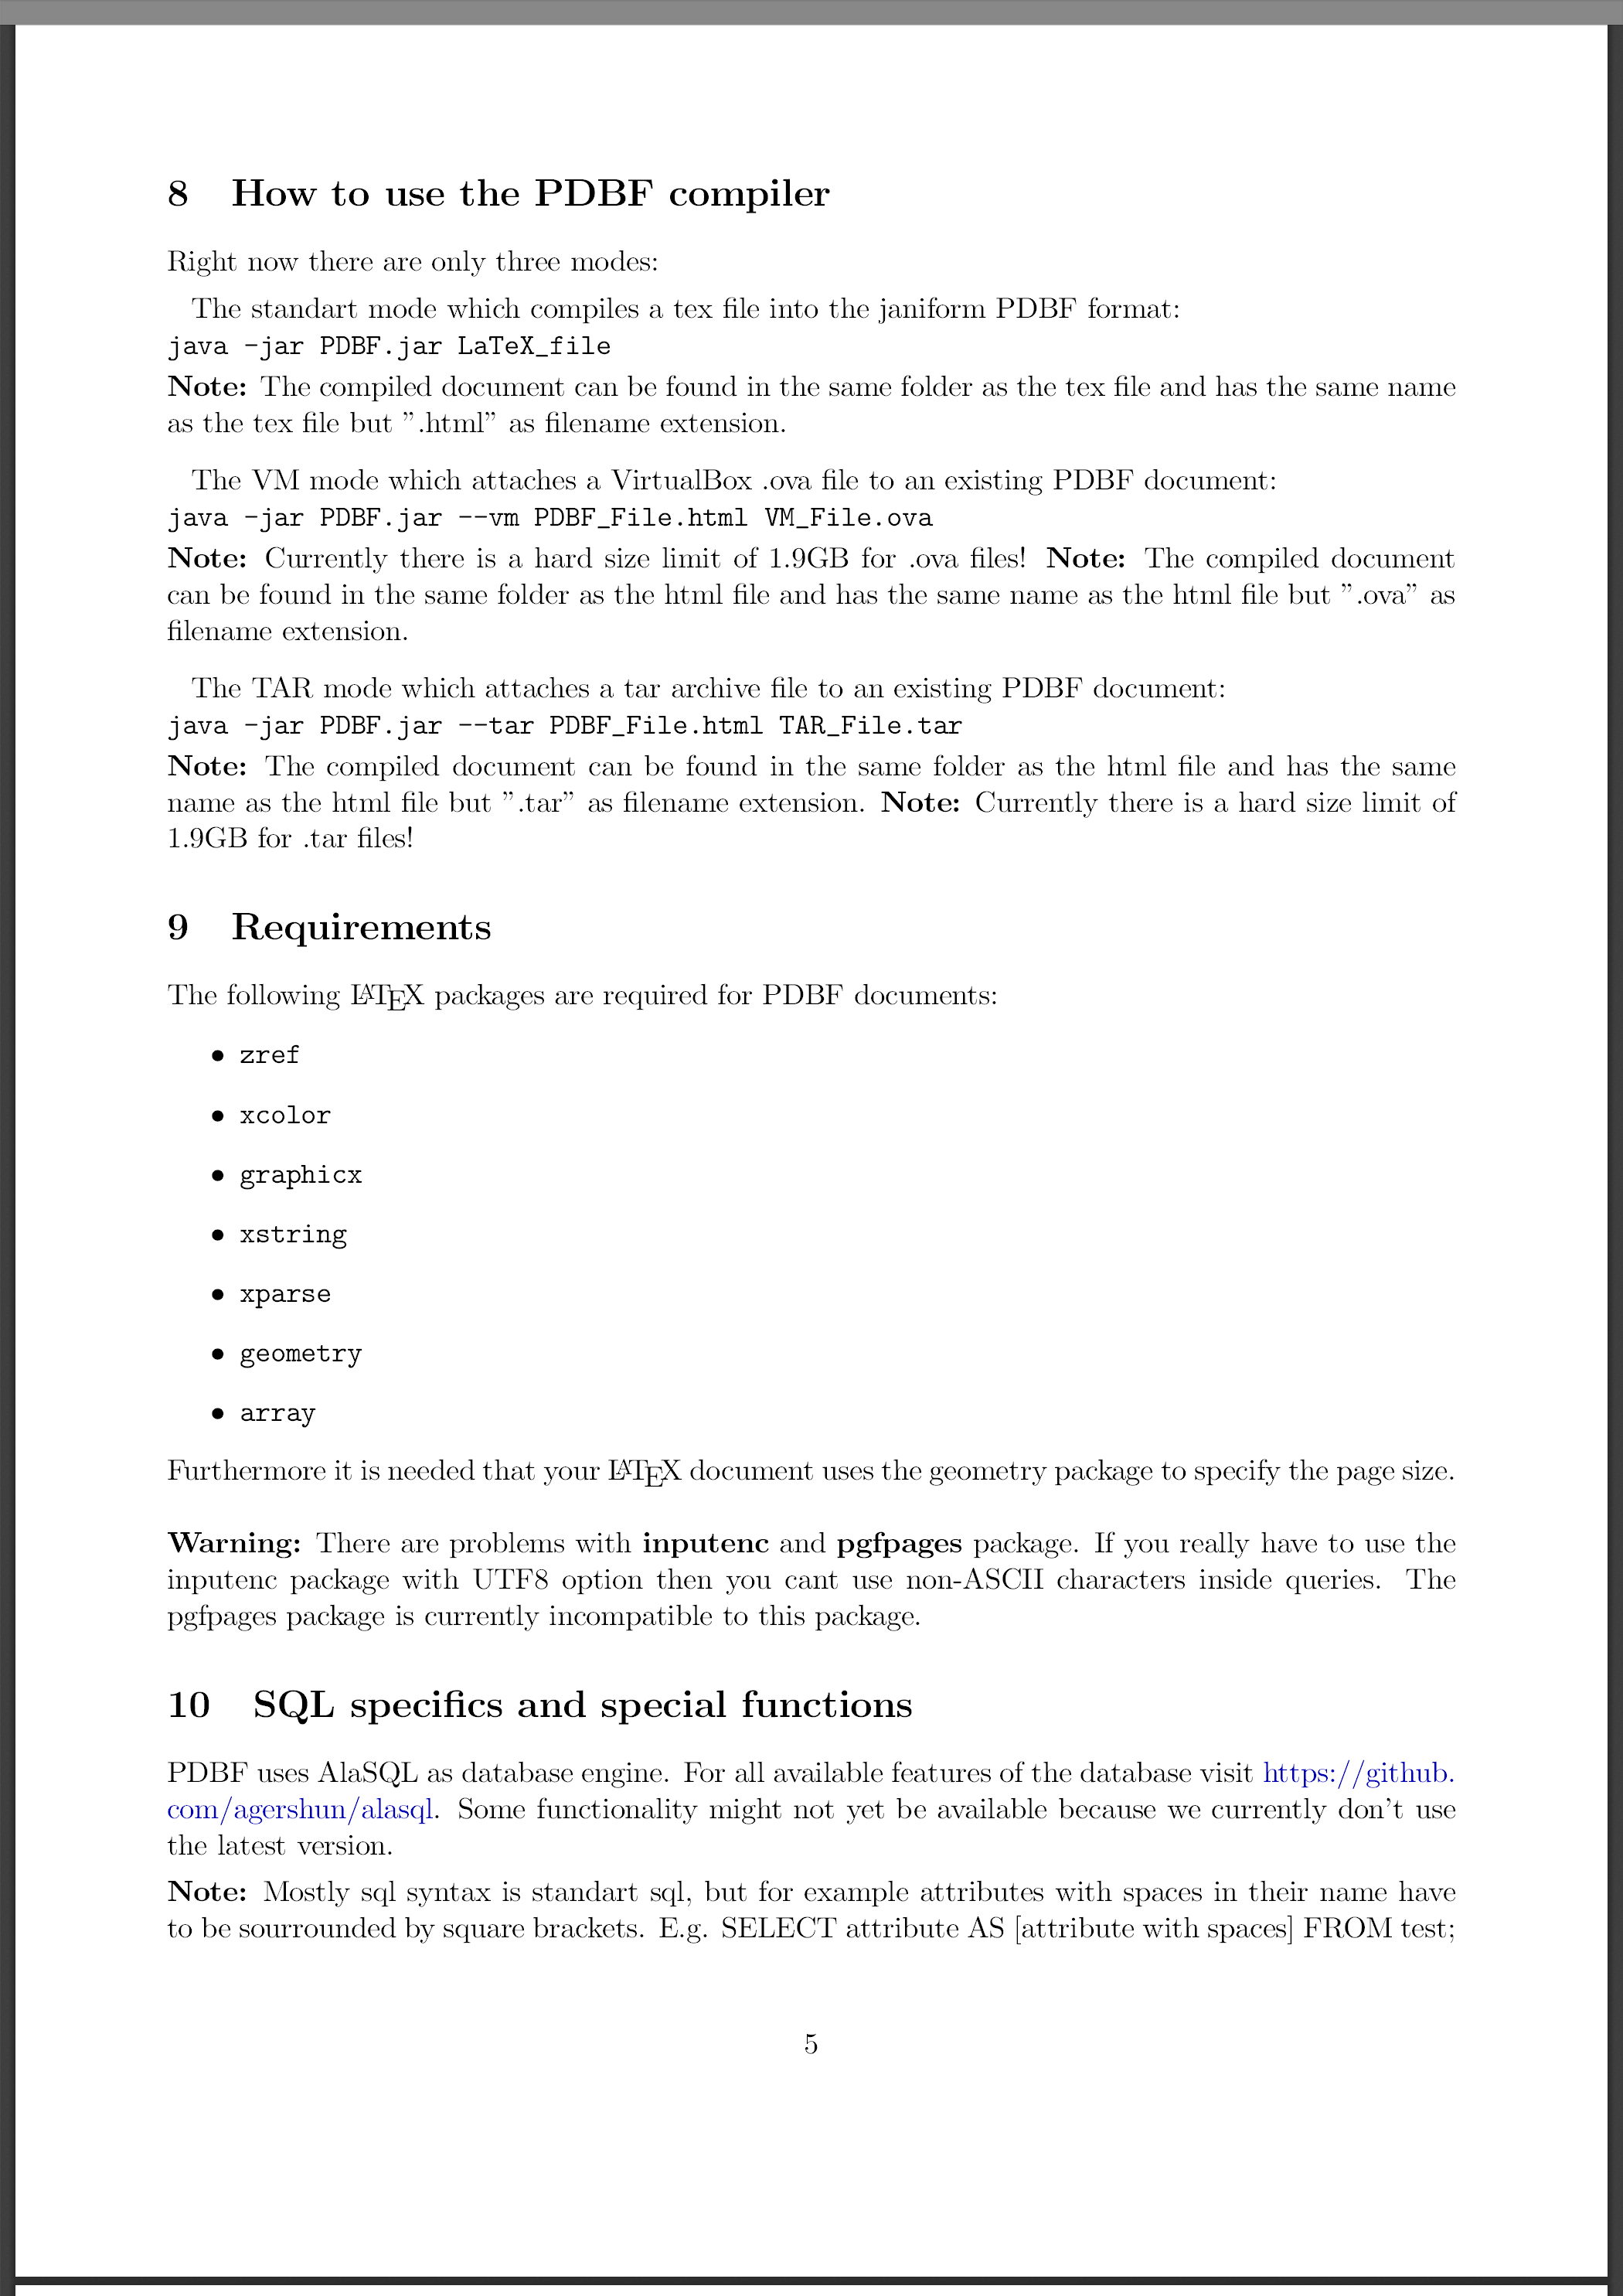 8 How to use the PDBF compiler
Right now there are only three modes:
The standart mode which compiles a tex file into the janiform PDBF format:
java -jar PDBF.jar LaTeX_file
Note: The compiled document can be found in the same folder as the tex file and has the same name
as the tex file but ”.html” as filename extension.
The VM mode which attaches a VirtualBox .ova file to an existing PDBF document:
java -jar PDBF.jar --vm PDBF_File.html VM_File.ova
Note: Currently there is a hard size limit of 1.9GB for .ova files! Note: The compiled document
can be found in the same folder as the html file and has the same name as the html file but ”.ova” as
filename extension.
The TAR mode which attaches a tar archive file to an existing PDBF document:
java -jar PDBF.jar --tar PDBF_File.html TAR_File.tar
Note: The compiled document can be found in the same folder as the html file and has the same
name as the html file but ”.tar” as filename extension. Note: Currently there is a hard size limit of
1.9GB for .tar files!
9 Requirements
The following LATEX packages are required for PDBF documents:
• zref
• xcolor
• graphicx
• xstring
• xparse
• geometry
• array
Furthermore it is needed that your LATEX document uses the geometry package to specify the page size.
Warning: There are problems with inputenc and pgfpages package. If you really have to use the
inputenc package with UTF8 option then you cant use non-ASCII characters inside queries. The
pgfpages package is currently incompatible to this package.
10 SQL specifics and special functions
PDBF uses AlaSQL as database engine. For all available features of the database visit https://github.
com/agershun/alasql. Some functionality might not yet be available because we currently don’t use
the latest version.
Note: Mostly sql syntax is standart sql, but for example attributes with spaces in their name have
to be sourrounded by square brackets. E.g. SELECT attribute AS [attribute with spaces] FROM test;
5